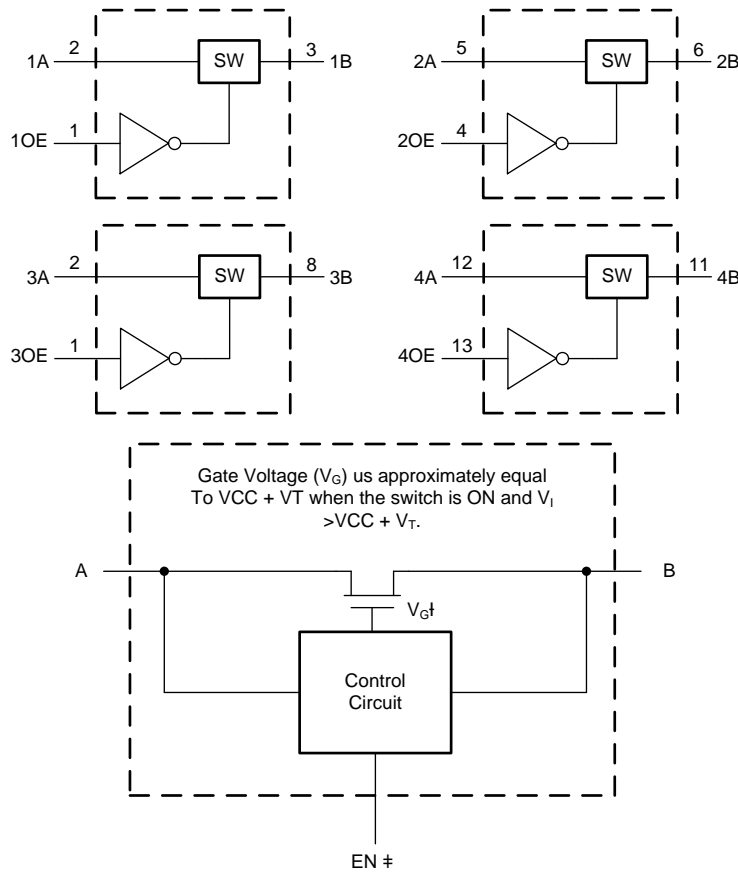 1A 2 SW 3 1B
1OE 1
2A 5 SW 6 2B
2OE 4
3A 2 SW 8 3B
3OE 1
4A 12 SW 11 4B
4OE 13
Gate Voltage (VG) us approximately equal
To VCC + VT when the switch is ON and VI
>VCC + VT.
A
B
VG‡
Control
Circuit
EN ‡